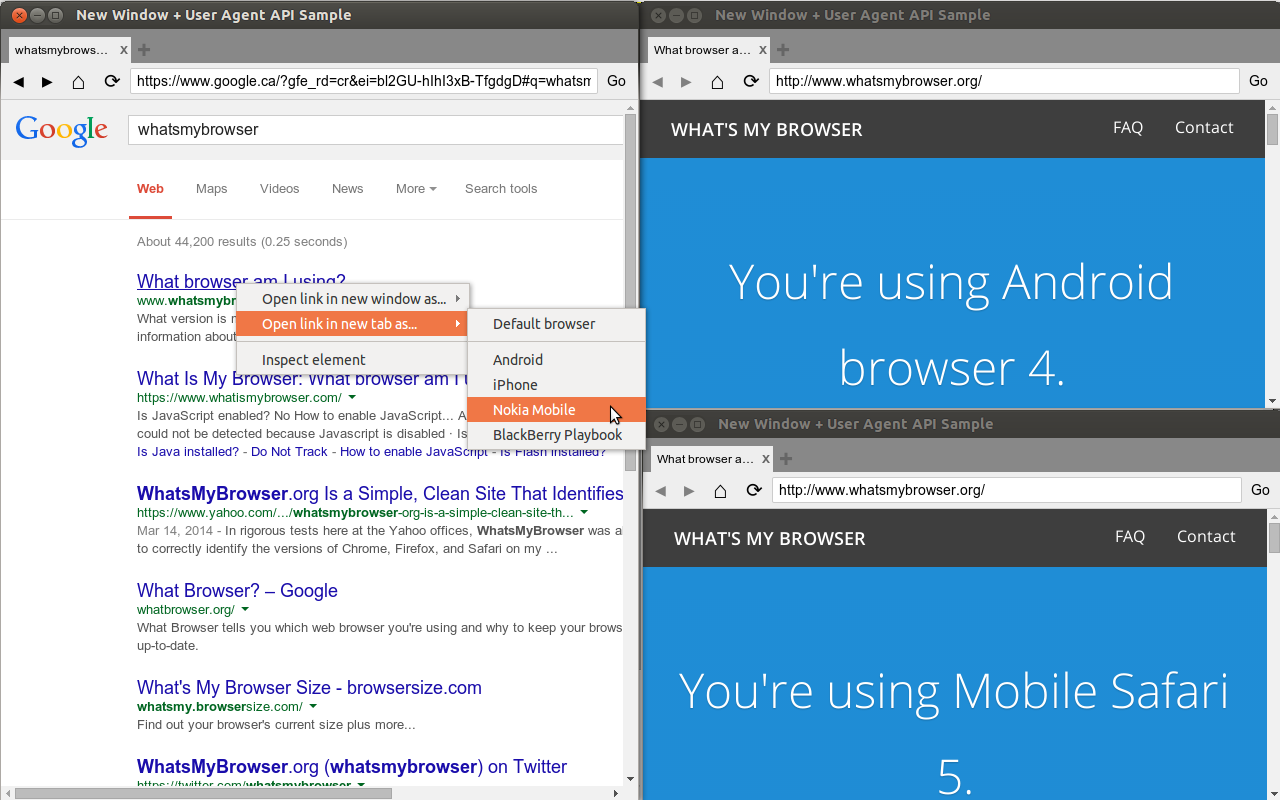 New Window + User Agent API Sample
whatsmybrows... x +
https://www.google.ca/?gfe_rd=cr&ei=bl2GU-hIhI3xB-TfgdgD#q=whatsm Go
Google whatsmybrowser
Web Maps Videos News More Search tools
About 44,200 results (0.25 seconds)
What browser am I using?
www.whatsmybr
What version is m
information about
Open link in new window as...
Open link in new tab as...
Inspect element
Default browser
Android
iPhone
Nokia Mobile
BlackBerry Playbook
What Is My Browser: What browser am I u
https://www.whatismybrowser.com/
Is JavaScript enabled? No How to enable JavaScript... A
could not be detected because Javascript is disabled · Is
Is Java installed? - Do Not Track - How to enable JavaScript - Is Flash installed?
WhatsMyBrowser.org Is a Simple, Clean Site That Identifies
https://www.yahoo.com/.../whatsmybrowser-org-is-a-simple-clean-site-th...
Mar 14, 2014 - In rigorous tests here at the Yahoo offices, WhatsMyBrowser was a
to correctly identify the versions of Chrome, Firefox, and Safari on my ...
What Browser? – Google
whatbrowser.org/
What Browser tells you which web browser you're using and why to keep your brows
up-to-date.
What's My Browser Size - browsersize.com
whatsmy.browsersize.com/
Find out your browser's current size plus more...
WhatsMyBrowser.org (whatsmybrowser) on Twitter
https://twitter.com/whatsmybrowser
New Window + User Agent API Sample
What browser a... x +
http://www.whatsmybrowser.org/ Go
WHAT'S MY BROWSER FAQ Contact
You're using Android
browser 4.
New Window + User Agent API Sample
What browser a... x +
http://www.whatsmybrowser.org/ Go
WHAT'S MY BROWSER FAQ Contact
You're using Mobile Safari
5.